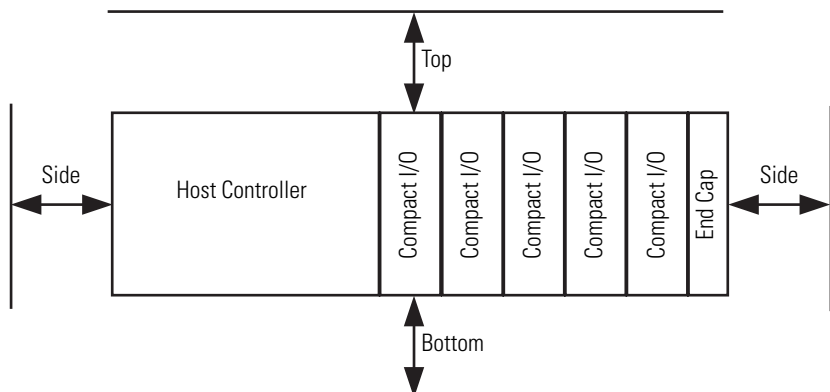 Top
Side
Host Controller
Compact I/O
Compact I/O
Compact I/O
Compact I/O
Compact I/O
End Cap
Side
Bottom